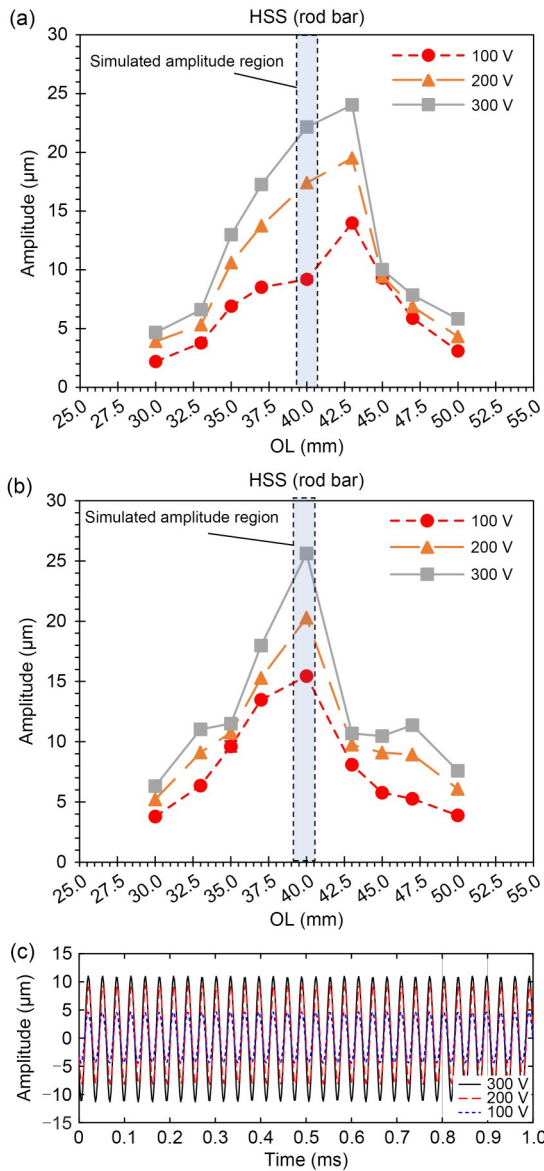 (a)
HSS (rod bar)
30
25
20
15
10
5
0
Amplitude (μm)
Simulated amplitude region
100 V
200 V
300 V
25.0 27.5 30.0 32.5 35.0 37.5 40.0 42.5 45.0 47.5 50.0 52.5 55.0
OL (mm)
(b)
HSS (rod bar)
30
25
20
15
10
5
0
Amplitude (μm)
Simulated amplitude region
100 V
200 V
300 V
25.0 27.5 30.0 32.5 35.0 37.5 40.0 42.5 45.0 47.5 50.0 52.5 55.0
OL (mm)
(c)
15
10
5
0
−5
−10
−15
Amplitude (μm)
300 V
200 V
100 V
0 0.1 0.2 0.3 0.4 0.5 0.6 0.7 0.8 0.9 1.0
Time (ms)